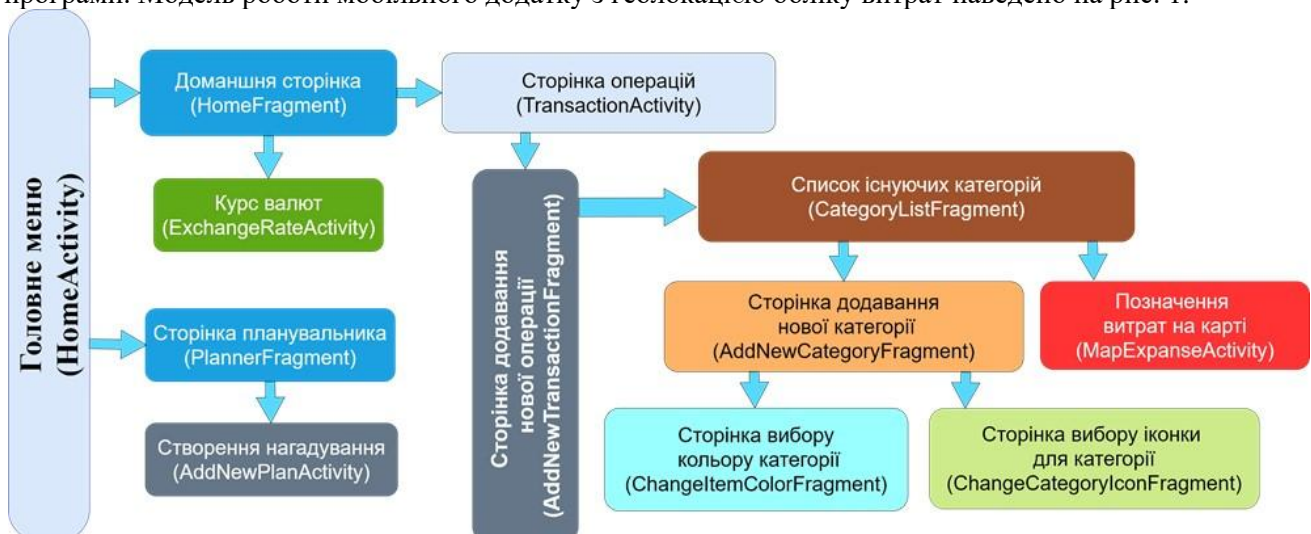 програми. Модель роботи мобільного додатку з геолокацією обліку витрат наведено на рис. 1.
Головне меню
(HomeActivity)
Доманшня сторінка
(HomeFragment)
Сторінка операцій
(TransactionActivity)
Курс валют
(ExchangeRateActivity)
Сторінка додавання
нової операції
(AddNewTransactionFragment)
Список існуючих категорій
(CategoryListFragment)
Сторінка планувальника
(PlannerFragment)
Сторінка додавання
нової категорії
(AddNewCategoryFragment)
Позначення
витрат на карті
(MapExpanseActivity)
Створення нагадування
(AddNewPlanActivity)
Сторінка вибору
кольору категорії
(ChangeItemColorFragment)
Сторінка вибору іконки
для категорії
(ChangeCategoryIconFragment)